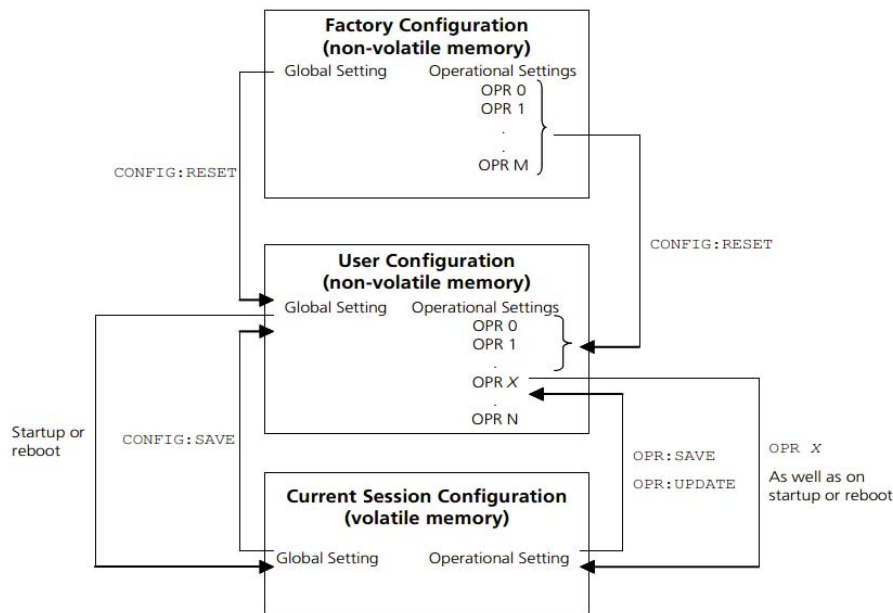 Factory Configuration
(non-volatile memory)
Global Setting
Operational Settings
OPR 0
OPR 1
.
.
OPR M
CONFIG:RESET
CONFIG:RESET
User Configuration
(non-volatile memory)
Global Setting
Operational Settings
OPR 0
OPR 1
.
OPR X
.
OPR N
Startup or
reboot
CONFIG:SAVE
OPR:SAVE
OPR:UPDATE
OPR X
As well as on
startup or reboot
Current Session Configuration
(volatile memory)
Global Setting
Operational Setting